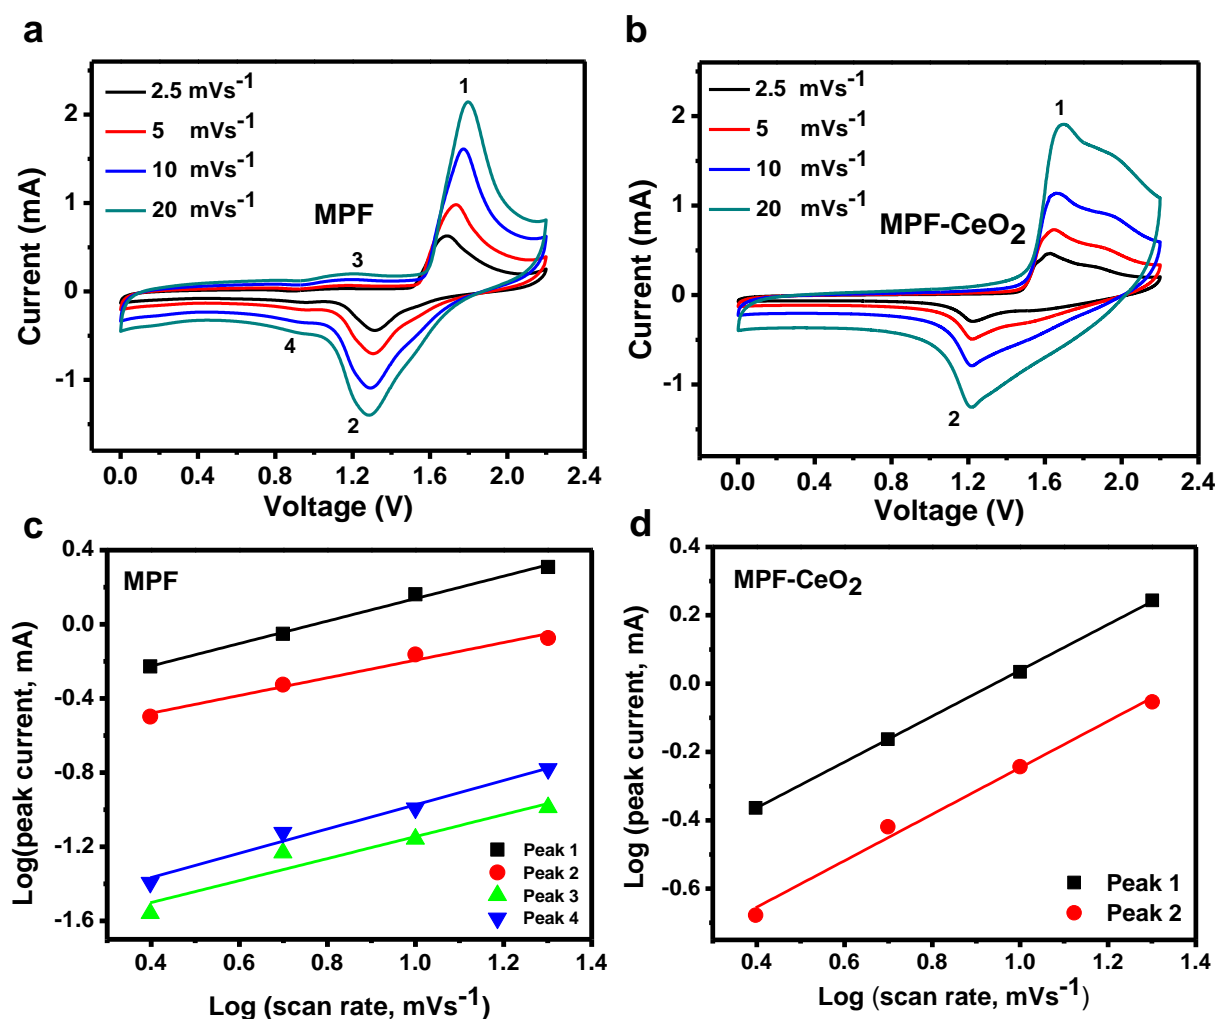 a
2.5 mVs⁻¹
5 mVs⁻¹
10 mVs⁻¹
20 mVs⁻¹
MPF
1
2
3
4
2
1
0
-1
Current (mA)
0.0 0.4 0.8 1.2 1.6 2.0 2.4
Voltage (V)
b
2.5 mVs⁻¹
5 mVs⁻¹
10 mVs⁻¹
20 mVs⁻¹
MPF-CeO₂
1
2
2
1
0
-1
Current (mA)
0.0 0.4 0.8 1.2 1.6 2.0 2.4
Voltage (V)
c
MPF
0.4
0.0
-0.4
-0.8
-1.2
-1.6
Log(peak current, mA)
Peak 1
Peak 2
Peak 3
Peak 4
0.4 0.6 0.8 1.0 1.2 1.4
Log (scan rate, mVs⁻¹)
d
MPF-CeO₂
0.4
0.2
0.0
-0.2
-0.4
-0.6
Log (peak current, mA)
Peak 1
Peak 2
0.4 0.6 0.8 1.0 1.2 1.4
Log (scan rate, mVs⁻¹)